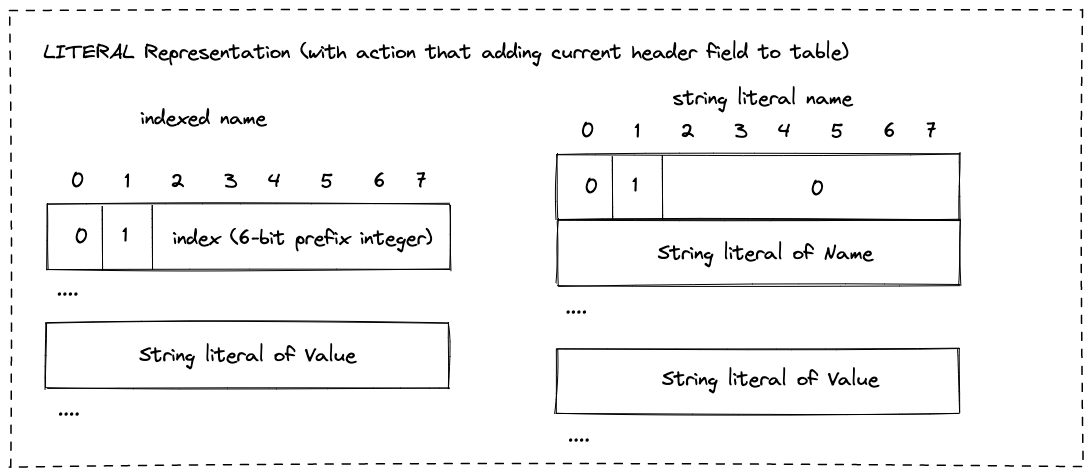 LITERAL Representation (with action that adding current header field to table)
indexed name
0 1 2 3 4 5 6 7
0 1 index (6-bit prefix integer)
....
String literal of Value
....
string literal name
0 1 2 3 4 5 6 7
0 1 0
String literal of Name
....
String literal of Value
....